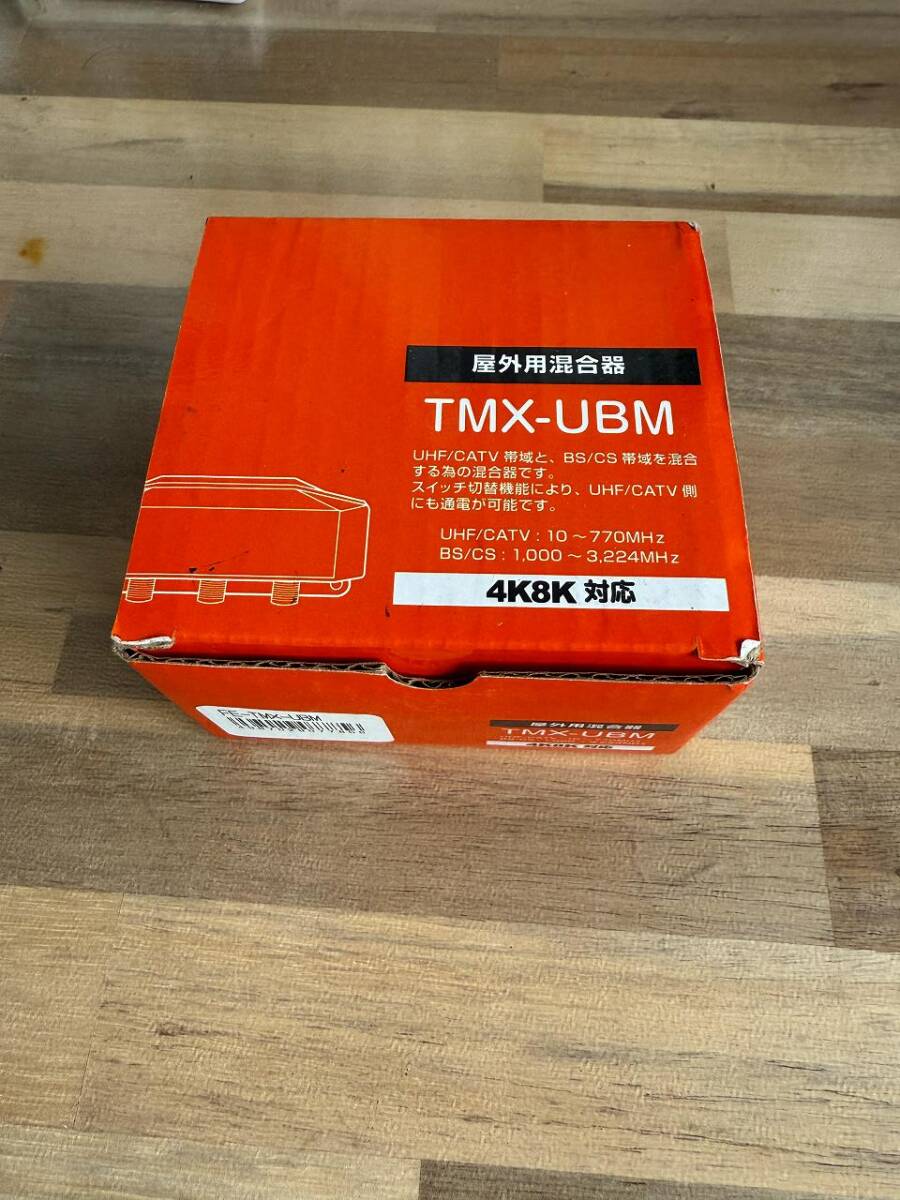 屋外用混合器
TMX-UBM
UHF/CATV 帯域と、BS/CS 帯域を混合
する為の混合器です。
スイッチ切替機能により、UHF/CATV 側
にも通電が可能です。
UHF/CATV : 10 ～ 770MHz
BS/CS : 1,000 ～ 3,224MHz
4K8K 対応
FE-TMX-UBM
屋外用混合器
TMX-UBM
4K8K 対応